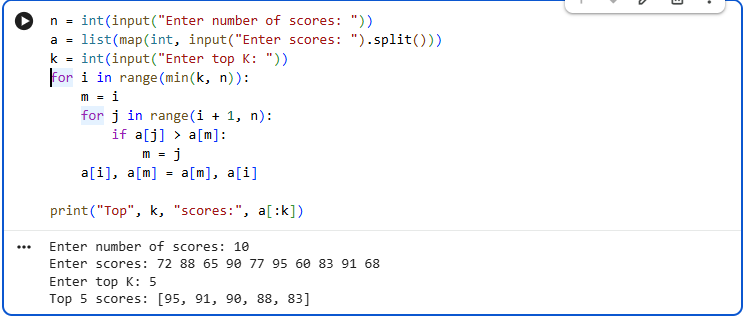 n = int(input("Enter number of scores: "))
a = list(map(int, input("Enter scores: ").split()))
k = int(input("Enter top K: "))
for i in range(min(k, n)):
    m = i
    for j in range(i + 1, n):
        if a[j] > a[m]:
            m = j
    a[i], a[m] = a[m], a[i]

print("Top", k, "scores:", a[:k])
Enter number of scores: 10
Enter scores: 72 88 65 90 77 95 60 83 91 68
Enter top K: 5
Top 5 scores: [95, 91, 90, 88, 83]